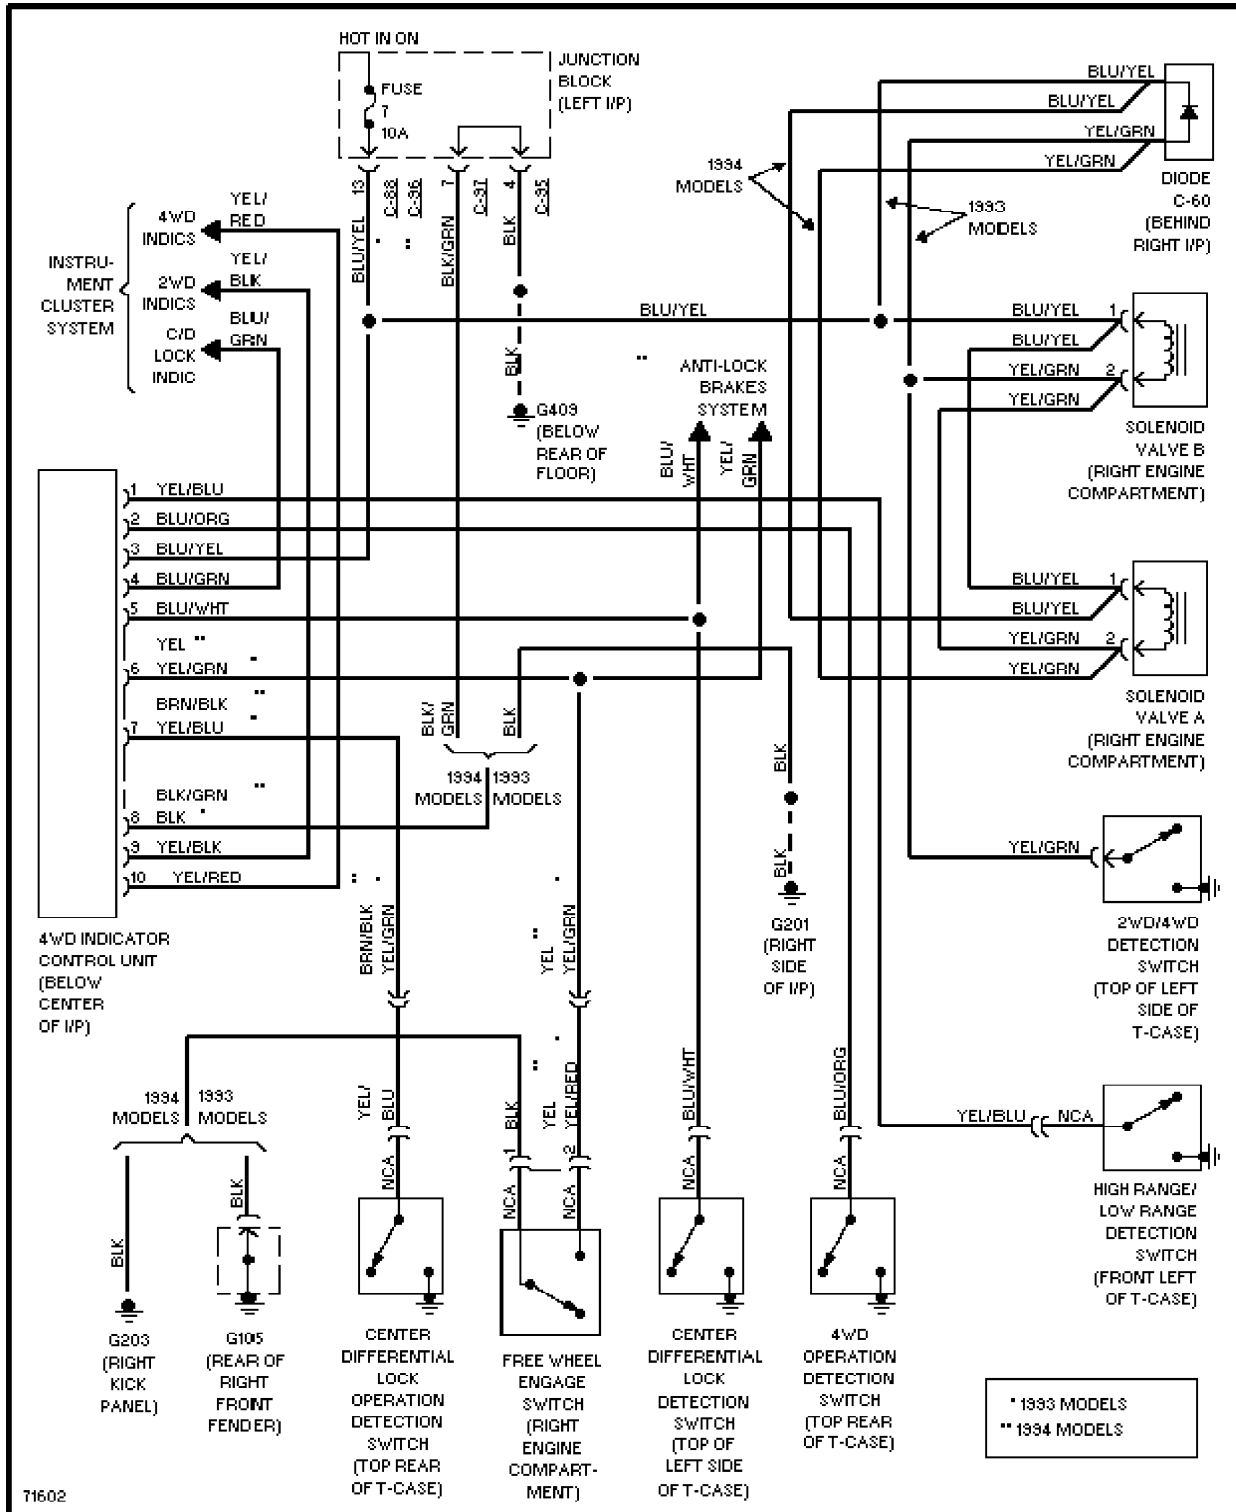 HOT IN ON
JUNCTION
BLOCK
(LEFT I/P)
FUSE
7
10A
13
C-88
*
C-96
**
7
C-97
4
C-95
BLU/YEL
BLK/GRN
BLK
BLK
G409
(BELOW
REAR OF
FLOOR)
INSTRU-
MENT
CLUSTER
SYSTEM
4WD
INDICS
YEL/
RED
2WD
INDICS
YEL/
BLK
C/D
LOCK
INDIC
BLU/
GRN
BLU/YEL
BLU/YEL
YEL/GRN
YEL/GRN
1994
MODELS
1993
MODELS
DIODE
C-60
(BEHIND
RIGHT I/P)
BLU/YEL
BLU/YEL
1
BLU/YEL
YEL/GRN
2
YEL/GRN
SOLENOID
VALVE B
(RIGHT ENGINE
COMPARTMENT)
**
ANTI-LOCK
BRAKES
SYSTEM
BLU/
WHT
YEL/
GRN
1 YEL/BLU
2 BLU/ORG
3 BLU/YEL
4 BLU/GRN
5 BLU/WHT
YEL **
6 YEL/GRN *
BRN/BLK **
7 YEL/BLU *
BLK/GRN **
8 BLK *
9 YEL/BLK
10 YEL/RED
4WD INDICATOR
CONTROL UNIT
(BELOW
CENTER
OF I/P)
BLK/
GRN
BLK
1994
MODELS
1993
MODELS
BLK
BLK
G201
(RIGHT
SIDE
OF I/P)
BLU/YEL
1
BLU/YEL
YEL/GRN
2
YEL/GRN
SOLENOID
VALVE A
(RIGHT ENGINE
COMPARTMENT)
YEL/GRN
2WD/4WD
DETECTION
SWITCH
(TOP OF LEFT
SIDE OF
T-CASE)
BRN/BLK **
YEL/GRN *
YEL **
YEL/GRN *
1994
MODELS
1993
MODELS
BLK
G203
(RIGHT
KICK
PANEL)
BLK
G105
(REAR OF
RIGHT
FRONT
FENDER)
YEL/
BLU
NCA
CENTER
DIFFERENTIAL
LOCK
OPERATION
DETECTION
SWITCH
(TOP REAR
OF T-CASE)
BLK
1
NCA
YEL **
YEL/RED *
2
NCA
FREE WHEEL
ENGAGE
SWITCH
(RIGHT
ENGINE
COMPART-
MENT)
BLU/WHT
NCA
CENTER
DIFFERENTIAL
LOCK
DETECTION
SWITCH
(TOP OF
LEFT SIDE
OF T-CASE)
BLU/ORG
NCA
4WD
OPERATION
DETECTION
SWITCH
(TOP REAR
OF T-CASE)
YEL/BLU
NCA
HIGH RANGE/
LOW RANGE
DETECTION
SWITCH
(FRONT LEFT
OF T-CASE)
* 1993 MODELS
** 1994 MODELS
71602